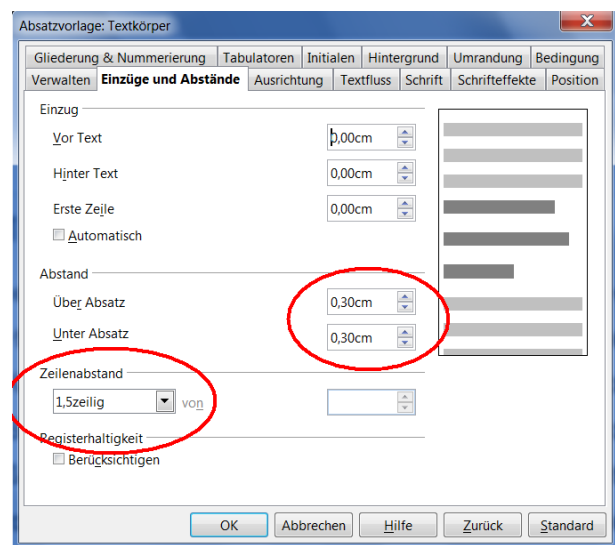 Absatzvorlage: Textkörper
Gliederung & Nummerierung Tabulatoren Initialen Hintergrund Umrandung Bedingung
Verwalten Einzüge und Abstände Ausrichtung Textfluss Schrift Schrifteffekte Position
Einzug
Vor Text 0,00cm
Hinter Text 0,00cm
Erste Zeile 0,00cm
Automatisch
Abstand
Über Absatz 0,30cm
Unter Absatz 0,30cm
Zeilenabstand
1,5zeilig von
Registerhaltigkeit
Berücksichtigen
OK Abbrechen Hilfe Zurück Standard